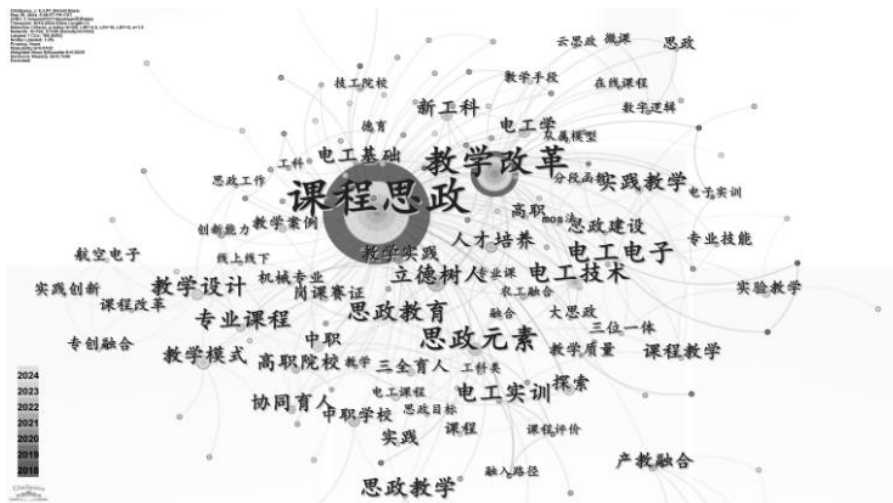 云思政
微课
思政
技工院校
教学手段
在线课程
新工科
数字逻辑
德育
电工学
众属模型
工科
电工基础
教学改革
思政工作
课程思政
分段函
实践教学
电子实训
创新能力
教学案例
高职
mos法
思政建设
航空电子
线上线下
教学实践
人才培养
电工电子
专业技能
实践创新
教学设计
机械专业
立德树人
专业课
电工技术
实验教学
课程改革
岗课赛证
农工融合
专业课程
思政教育
融合
大思政
三位一体
专创融合
中职
思政元素
教学模式
高职院校
教学
三全育人
工科类
教学质量
课程教学
协同育人
电工课程
电工实训
探索
中职学校
思政目标
实践
课程
课程评价
思政教学
融入路径
产教融合
2024
2023
2022
2021
2020
2019
2018
CiteSpace